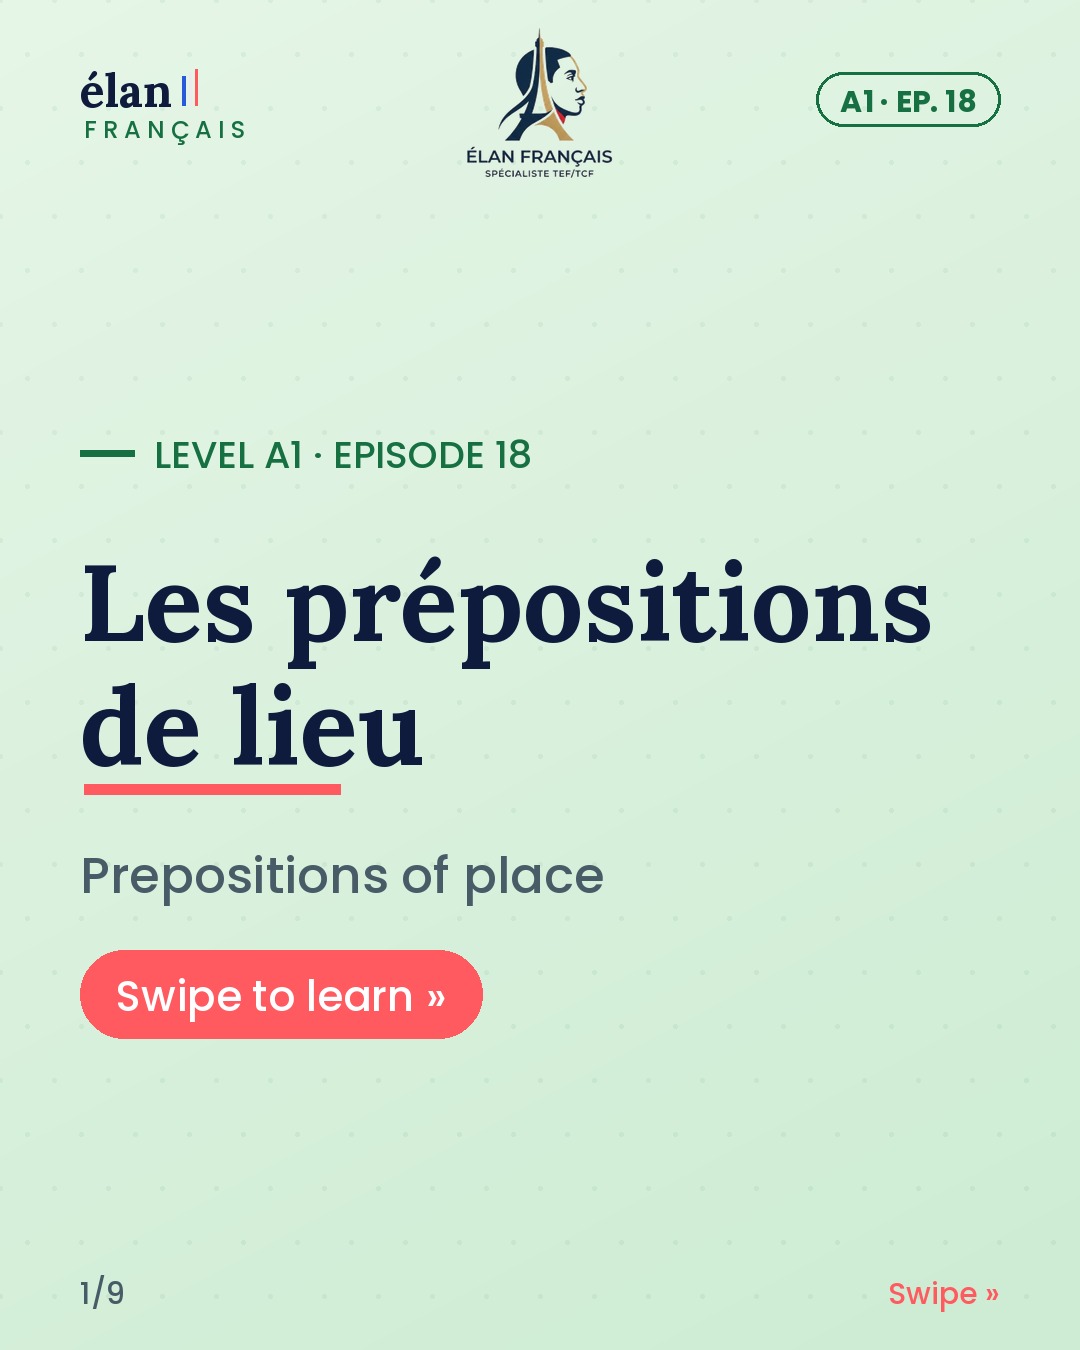 élan
FRANÇAIS
ÉLAN FRANÇAIS
SPÉCIALISTE TEF/TCF
A1 · EP. 18
LEVEL A1 · EPISODE 18
Les prépositions
de lieu
Prepositions of place
Swipe to learn »
1/9
Swipe »